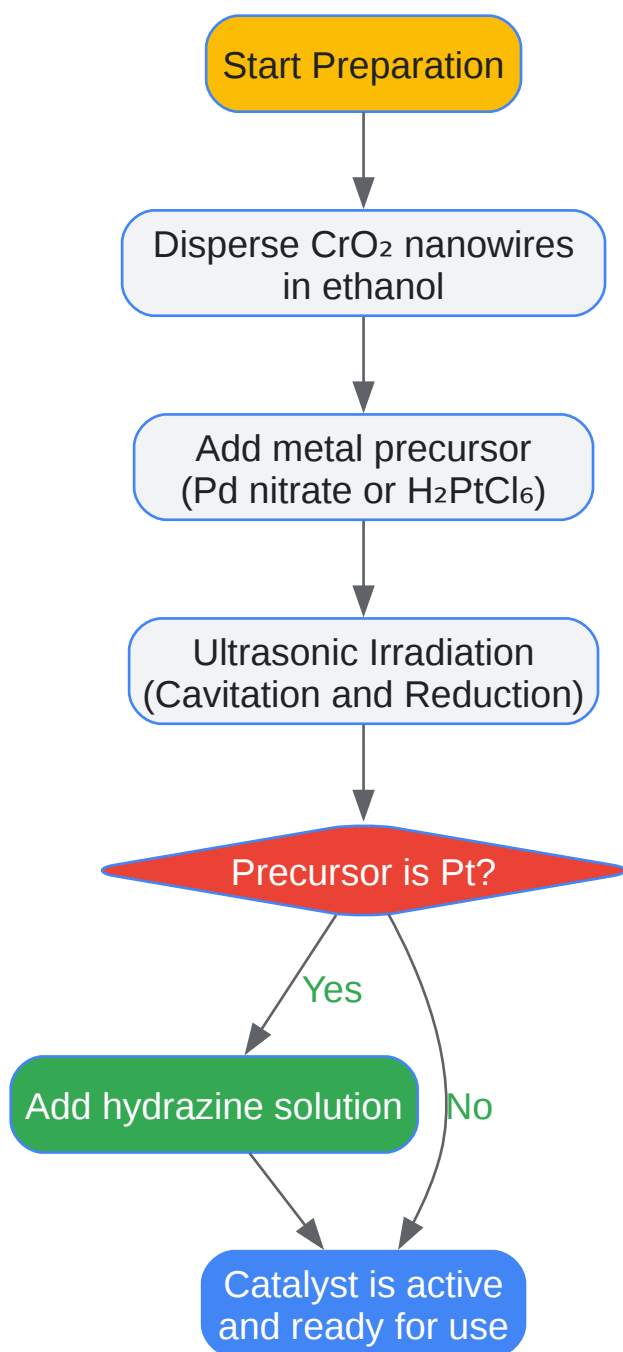 Start Preparation
Disperse CrO₂ nanowires
in ethanol
Add metal precursor
(Pd nitrate or H₂PtCl₆)
Ultrasonic Irradiation
(Cavitation and Reduction)
Precursor is Pt?
Yes
Add hydrazine solution
No
Catalyst is active
and ready for use